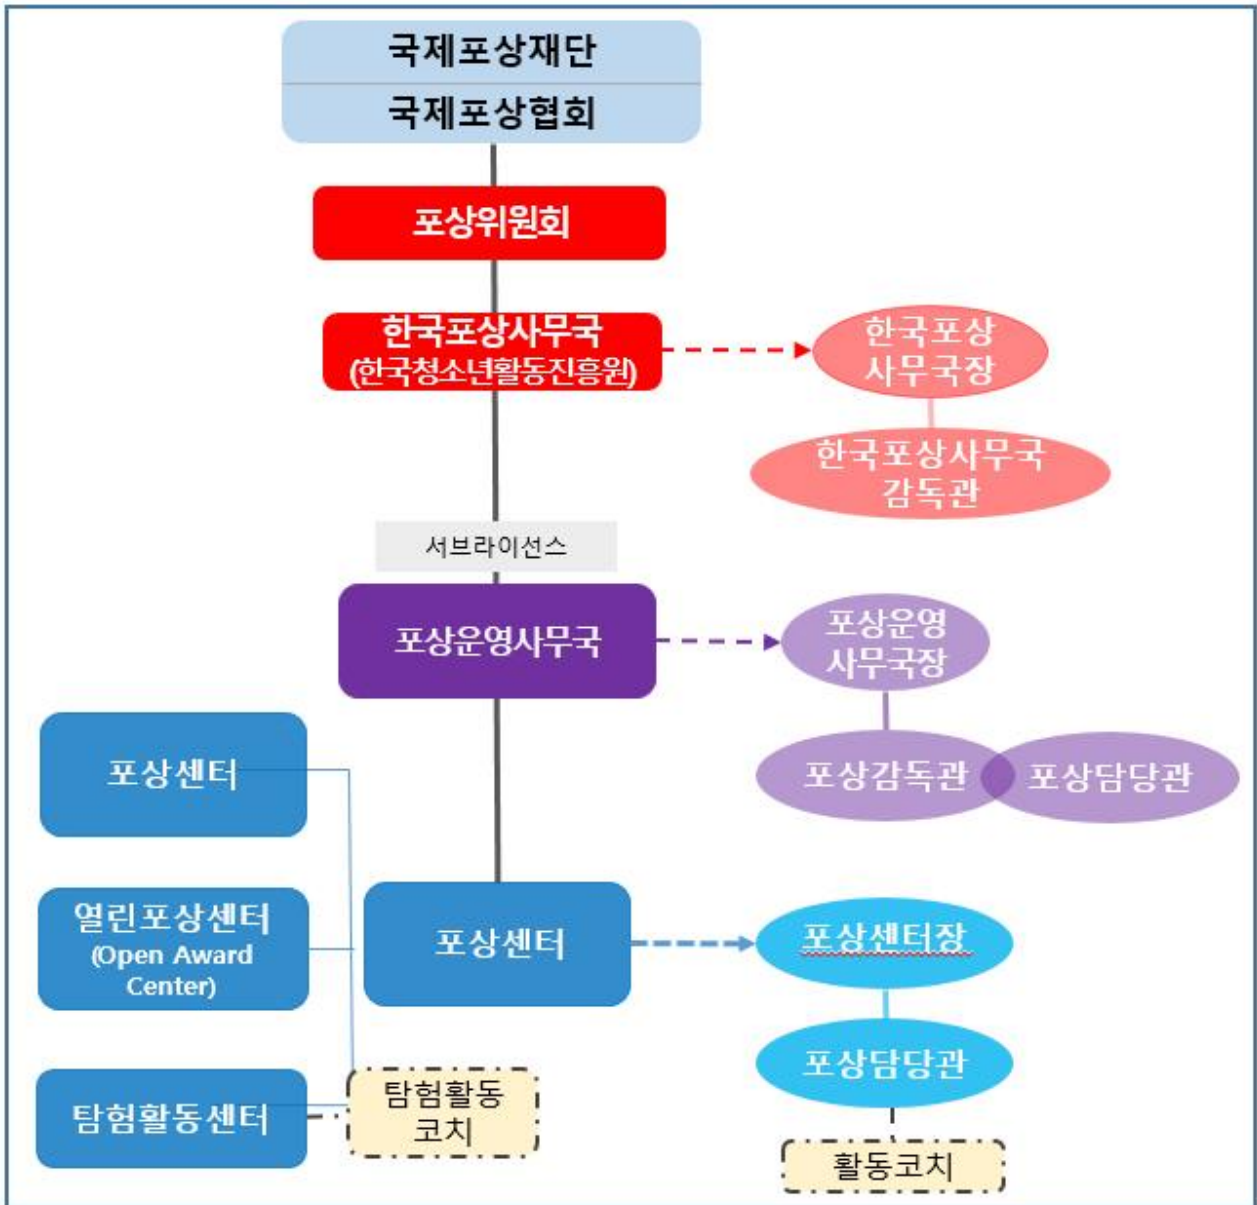 국제포상재단
국제포상협회
포상위원회
한국포상사무국
(한국청소년활동진흥원)
한국포상
사무국장
한국포상사무국
감독관
서브라이선스
포상운영사무국
포상운영
사무국장
포상감독관
포상담당관
포상센터
열린포상센터
(Open Award
Center)
탐험활동센터
탐험활동
코치
포상센터
포상센터장
포상담당관
활동코치